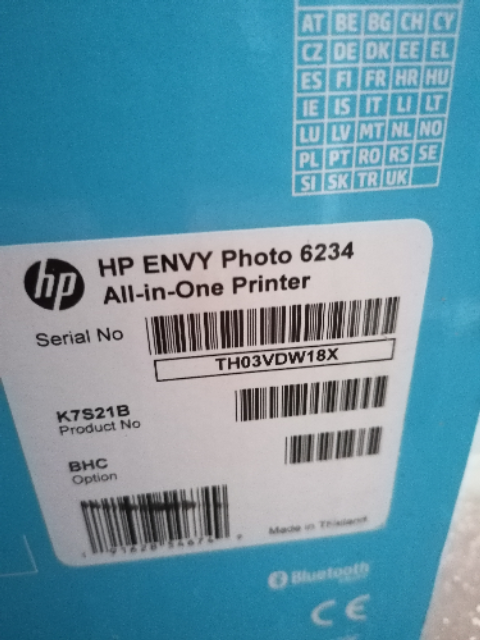 AT BE BG CH CY
CZ DE DK EE EL
ES FI FR HR HU
IE IS IT LI LT
LU LV MT NL NO
PL PT RO RS SE
SI SK TR UK
hp
HP ENVY Photo 6234
All-in-One Printer
Serial No
TH03VDW18X
K7S21B
Product No
BHC
Option
Made in Thailand
Bluetooth
CE